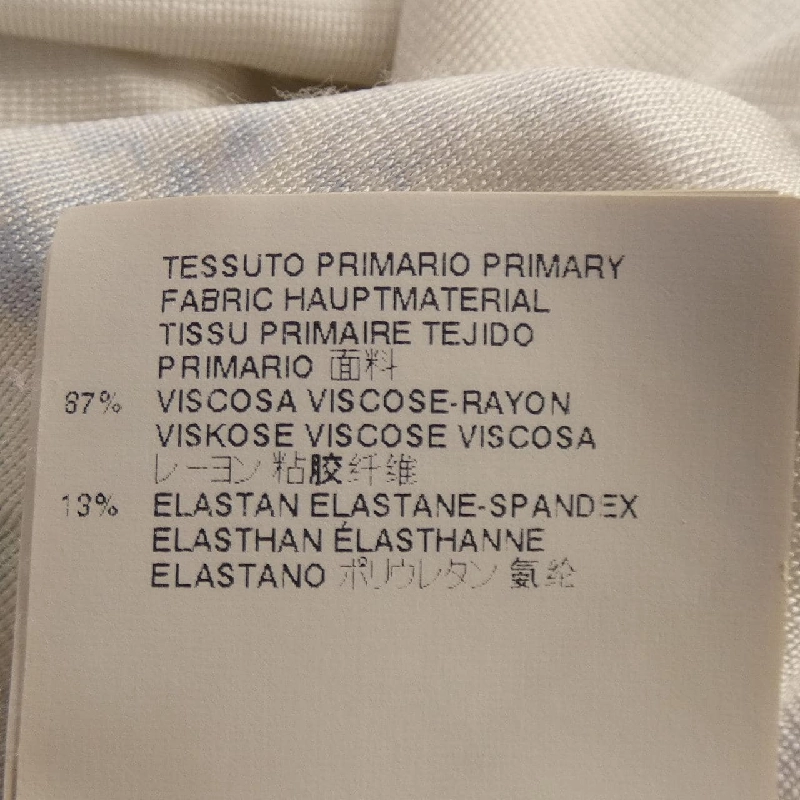 TESSUTO PRIMARIO PRIMARY
FABRIC HAUPTMATERIAL
TISSU PRIMAIRE TEJIDO
PRIMARIO 面料
87% VISCOSA VISCOSE-RAYON
VISKOSE VISCOSE VISCOSA
レーヨン 粘胶纤维
13% ELASTAN ELASTANE-SPANDEX
ELASTHAN ÉLASTHANNE
ELASTANO ポリウレタン 氨纶